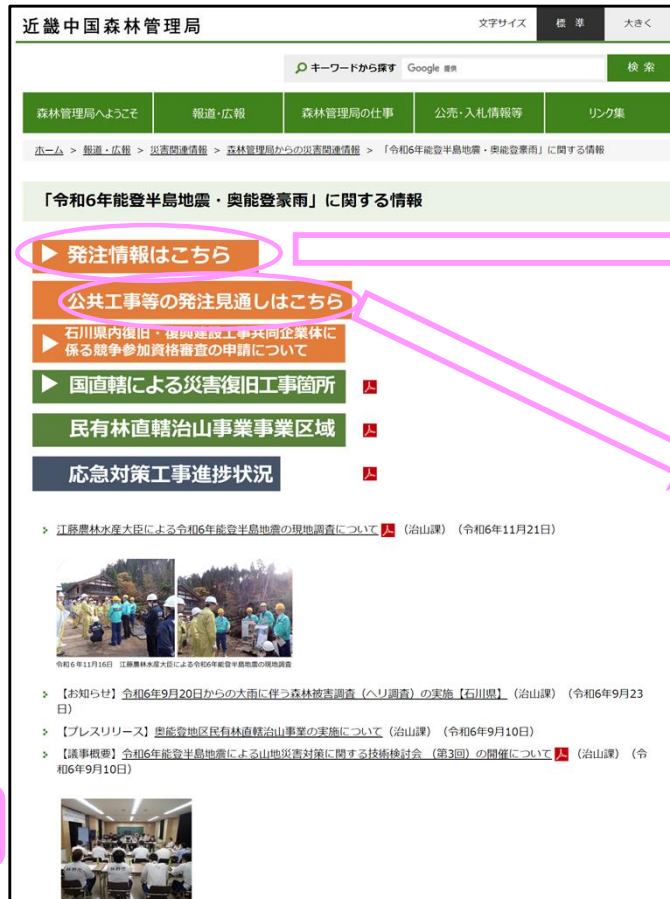 近畿中国森林管理局
文字サイズ 標準 大きく
キーワードから探す Google 提供 検索
森林管理局へようこそ 報道・広報 森林管理局の仕事 公売・入札情報等 リンク集
ホーム > 報道・広報 > 災害関連情報 > 森林管理局からの災害関連情報 > 「令和6年能登半島地震・奥能登豪雨」に関する情報
「令和6年能登半島地震・奥能登豪雨」に関する情報
発注情報はこちら
公共工事等の発注見通しはこちら
石川県内復旧・復興建設工事共同企業体に
係る競争参加資格審査の申請について
国直轄による災害復旧工事箇所
民有林直轄治山事業事業区域
応急対策工事進捗状況
江藤農林水産大臣による令和6年能登半島地震の現地調査について （治山課）（令和6年11月21日）
令和6年11月16日 江藤農林水産大臣による令和6年能登半島地震の現地調査
【お知らせ】令和6年9月20日からの大雨に伴う森林被害調査（ヘリ調査）の実施【石川県】（治山課）（令和6年9月23
日）
【プレスリリース】奥能登地区民有林直轄治山事業の実施について（治山課）（令和6年9月10日）
【議事概要】令和6年能登半島地震による山地災害対策に関する技術検討会 （第3回）の開催について （治山課）（令
和6年9月10日）